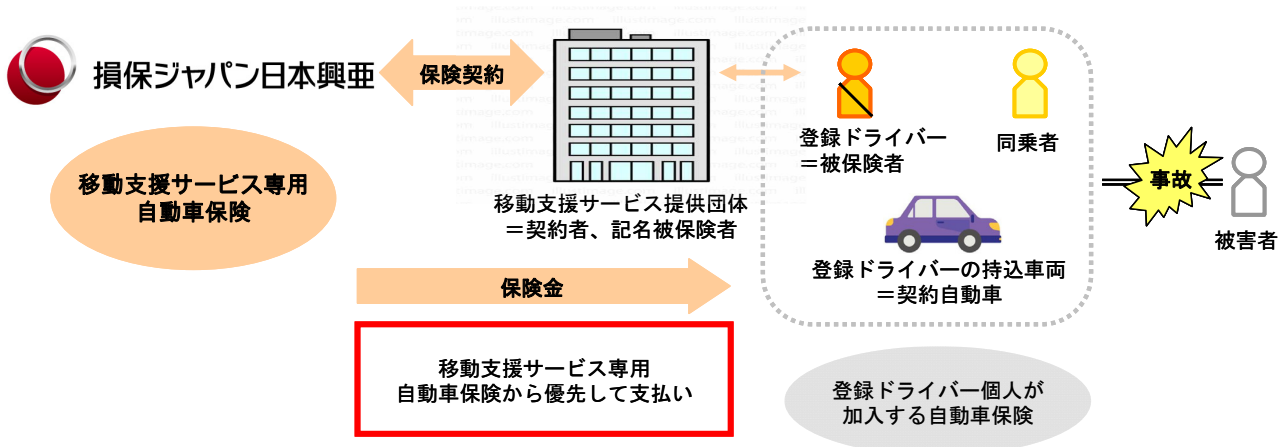 損保ジャパン日本興亜
保険契約
移動支援サービス専用
自動車保険
移動支援サービス提供団体
＝契約者、記名被保険者
登録ドライバー
＝被保険者
同乗者
登録ドライバーの持込車両
＝契約自動車
事故
被害者
保険金
移動支援サービス専用
自動車保険から優先して支払い
登録ドライバー個人が
加入する自動車保険